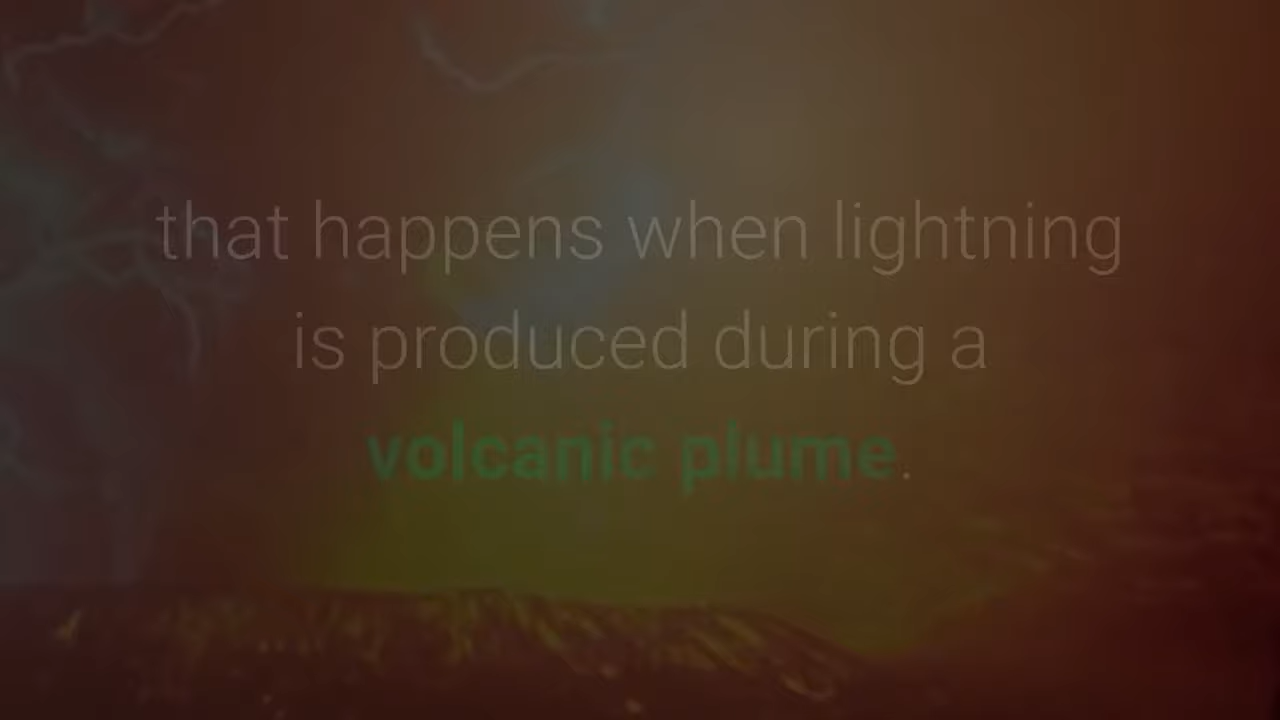 that happens when lightning
is produced during a
volcanic plume.